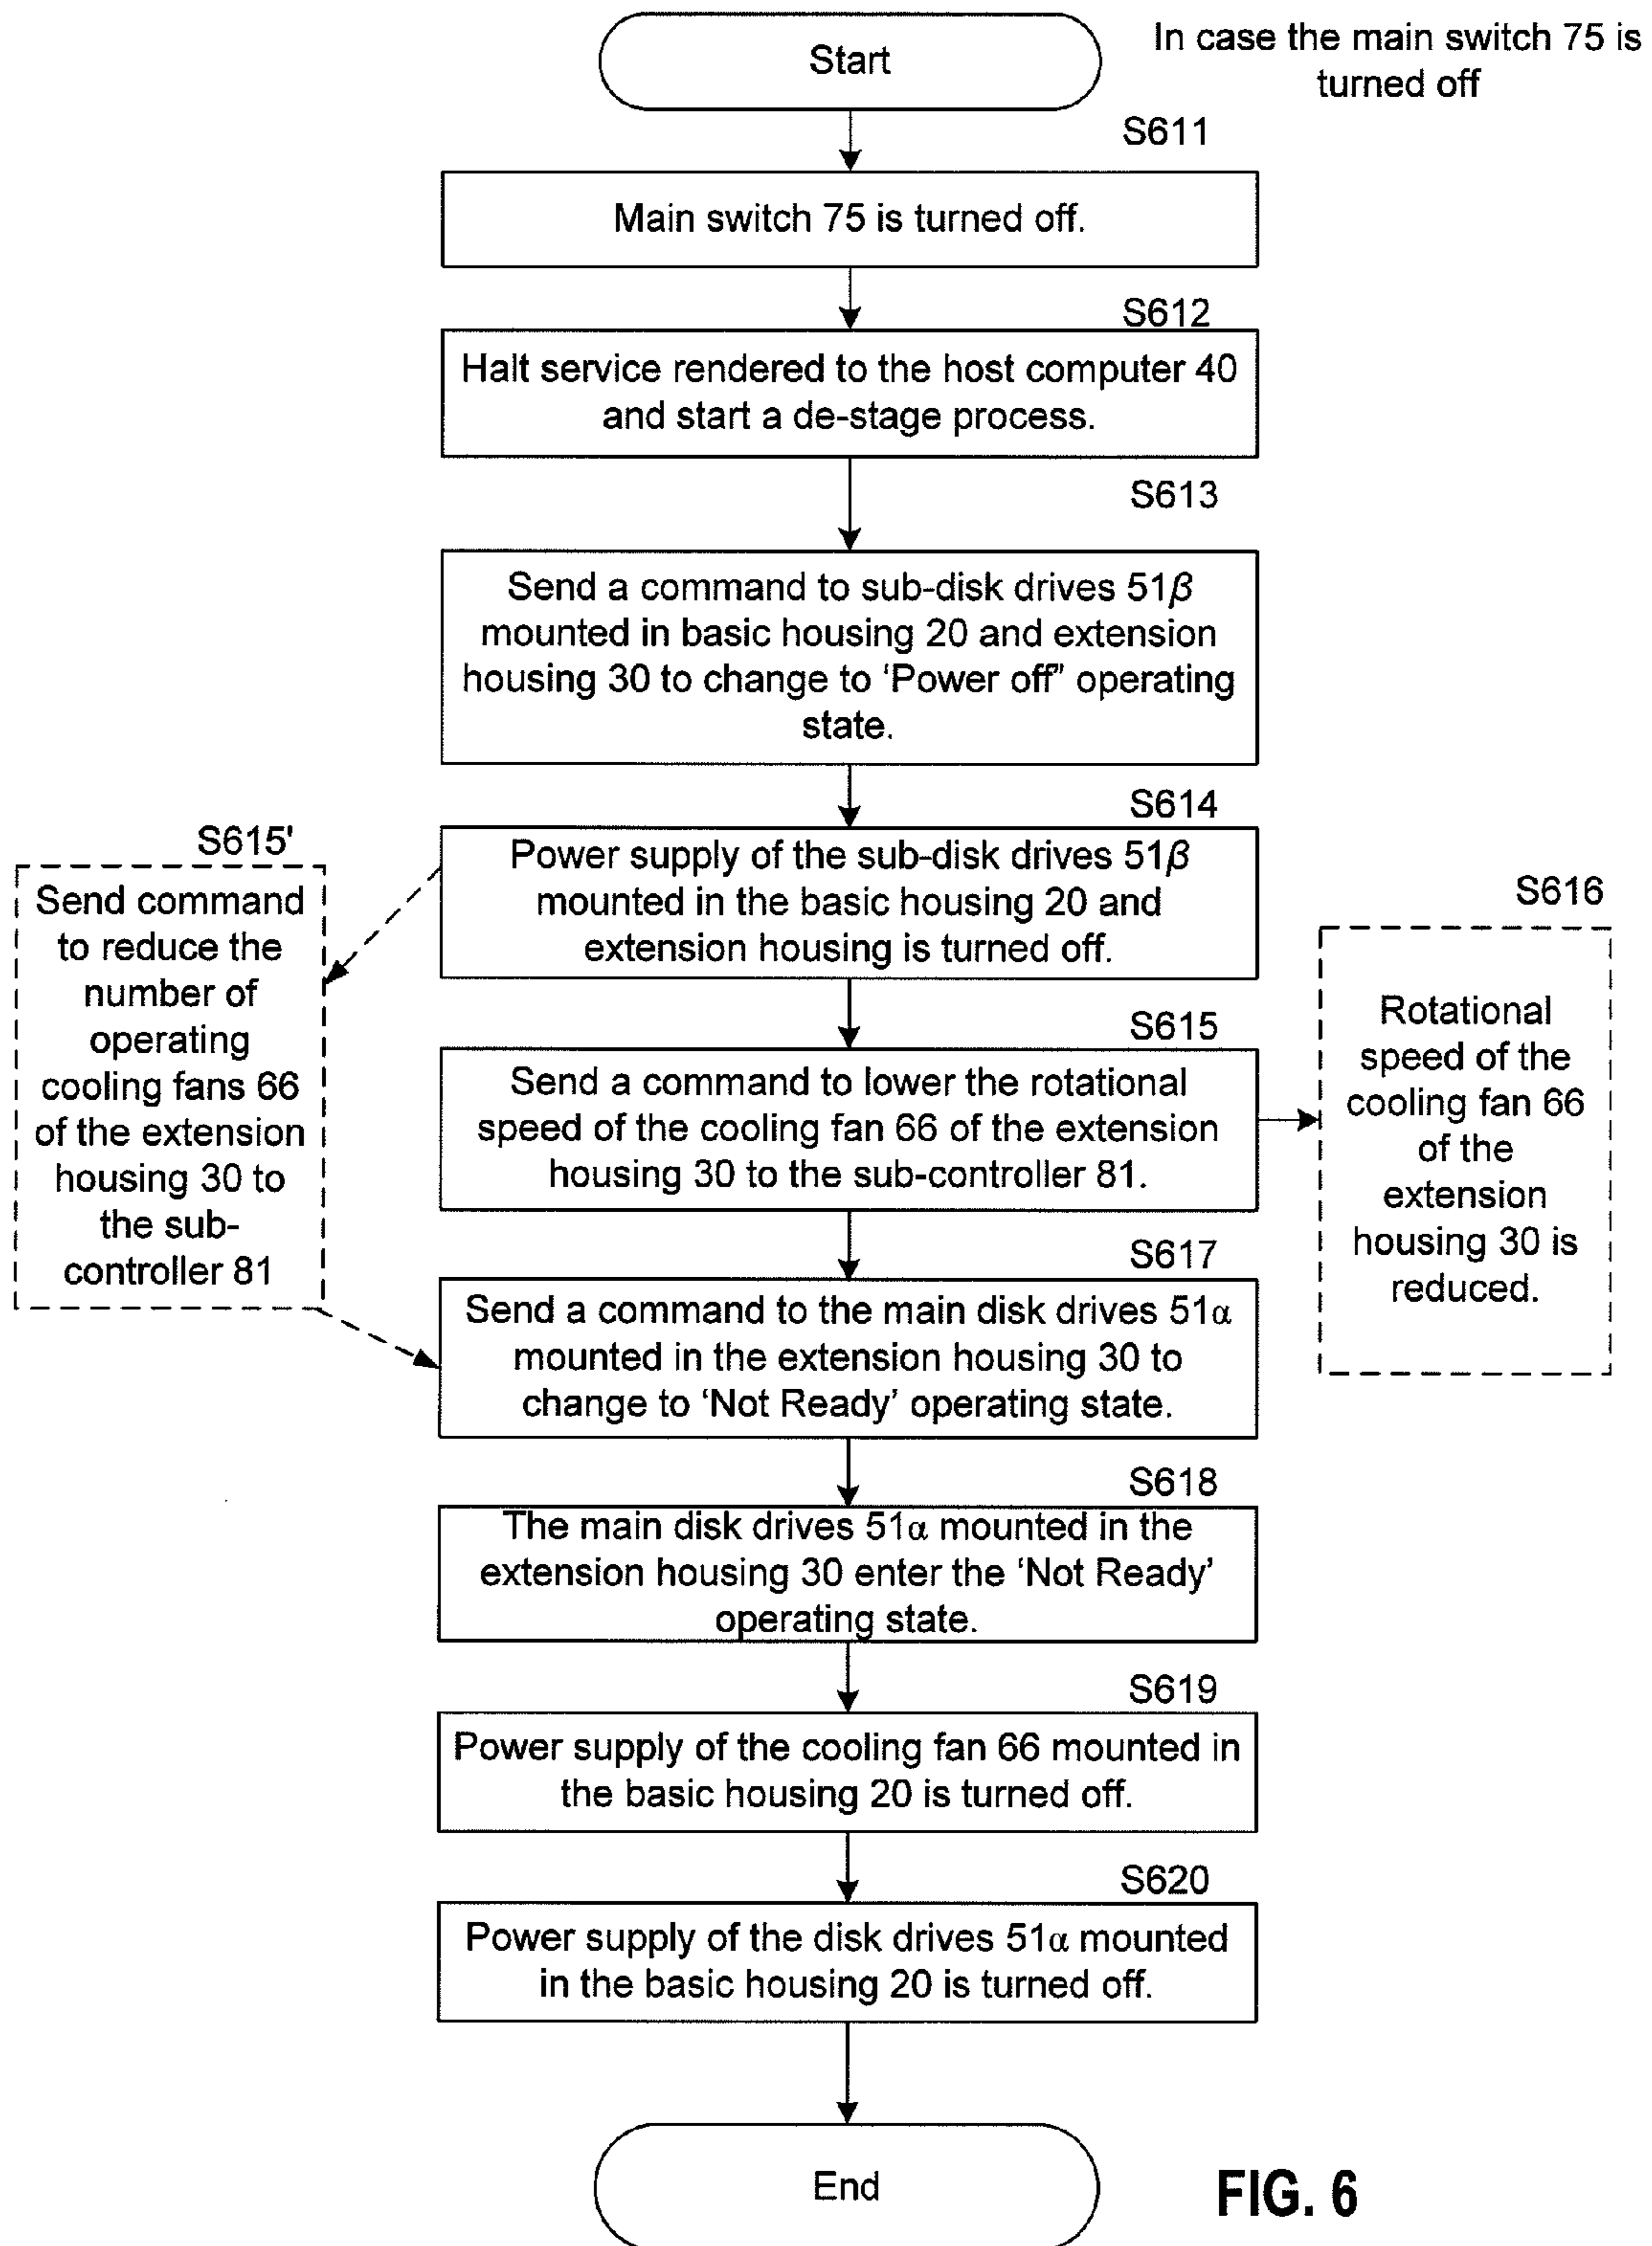 Start
In case the main switch 75 is
turned off
S611
Main switch 75 is turned off.
S612
Halt service rendered to the host computer 40
and start a de-stage process.
S613
Send a command to sub-disk drives 51β
mounted in basic housing 20 and extension
housing 30 to change to ‘Power off” operating
state.
S614
Power supply of the sub-disk drives 51β
mounted in the basic housing 20 and
extension housing is turned off.
S615'
Send command
to reduce the
number of
operating
cooling fans 66
of the extension
housing 30 to
the sub-
controller 81
S615
Send a command to lower the rotational
speed of the cooling fan 66 of the extension
housing 30 to the sub-controller 81.
S616
Rotational
speed of the
cooling fan 66
of the
extension
housing 30 is
reduced.
S617
Send a command to the main disk drives 51α
mounted in the extension housing 30 to
change to ‘Not Ready’ operating state.
S618
The main disk drives 51α mounted in the
extension housing 30 enter the ‘Not Ready’
operating state.
S619
Power supply of the cooling fan 66 mounted in
the basic housing 20 is turned off.
S620
Power supply of the disk drives 51α mounted
in the basic housing 20 is turned off.
End
FIG. 6